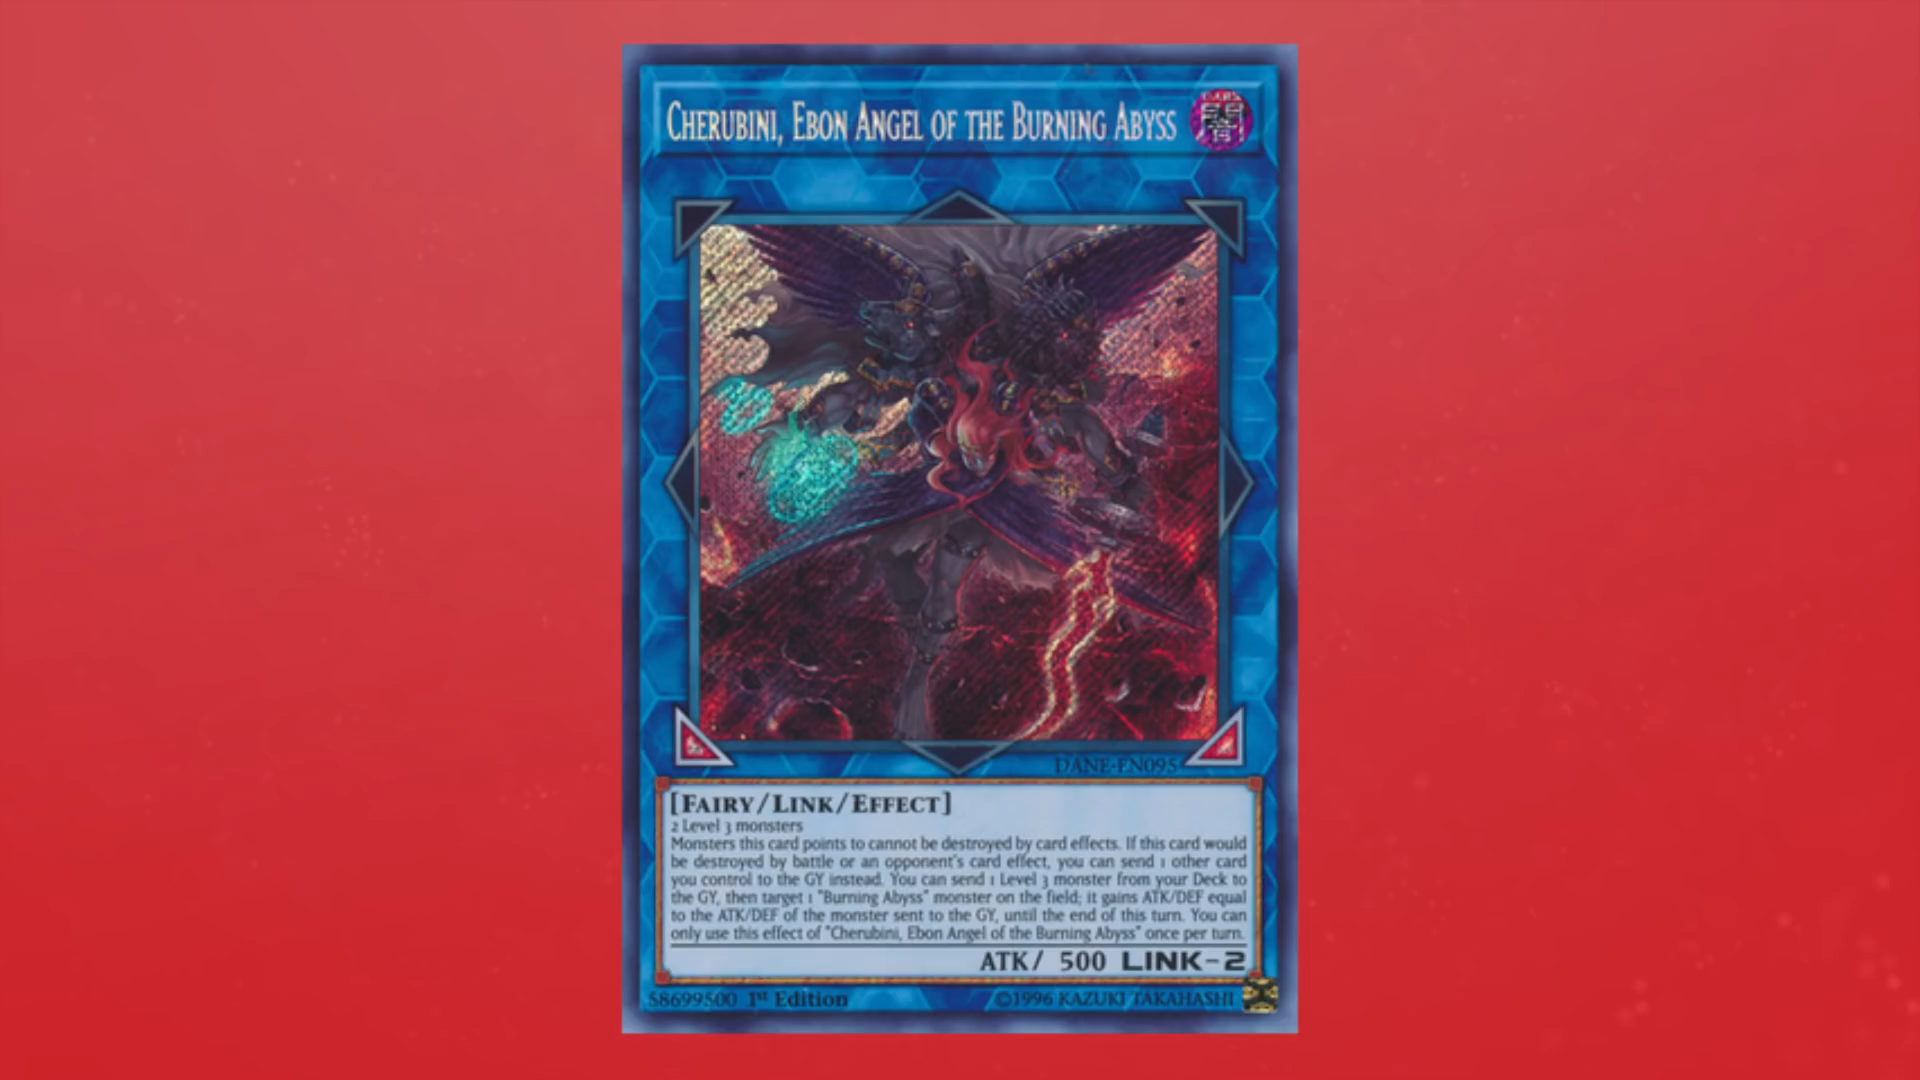 CHERUBINI, EBON ANGEL OF THE BURNING ABYSS
DARK
DANE-EN095
[FAIRY/LINK/EFFECT]
2 Level 3 monsters
Monsters this card points to cannot be destroyed by card effects. If this card would
be destroyed by battle or an opponent's card effect, you can send 1 other card
you control to the GY instead. You can send 1 Level 3 monster from your Deck to
the GY, then target 1 "Burning Abyss" monster on the field; it gains ATK/DEF equal
to the ATK/DEF of the monster sent to the GY, until the end of this turn. You can
only use this effect of "Cherubini, Ebon Angel of the Burning Abyss" once per turn.
ATK/ 500 LINK-2
58699500 1st Edition ©1996 KAZUKI TAKAHASHI